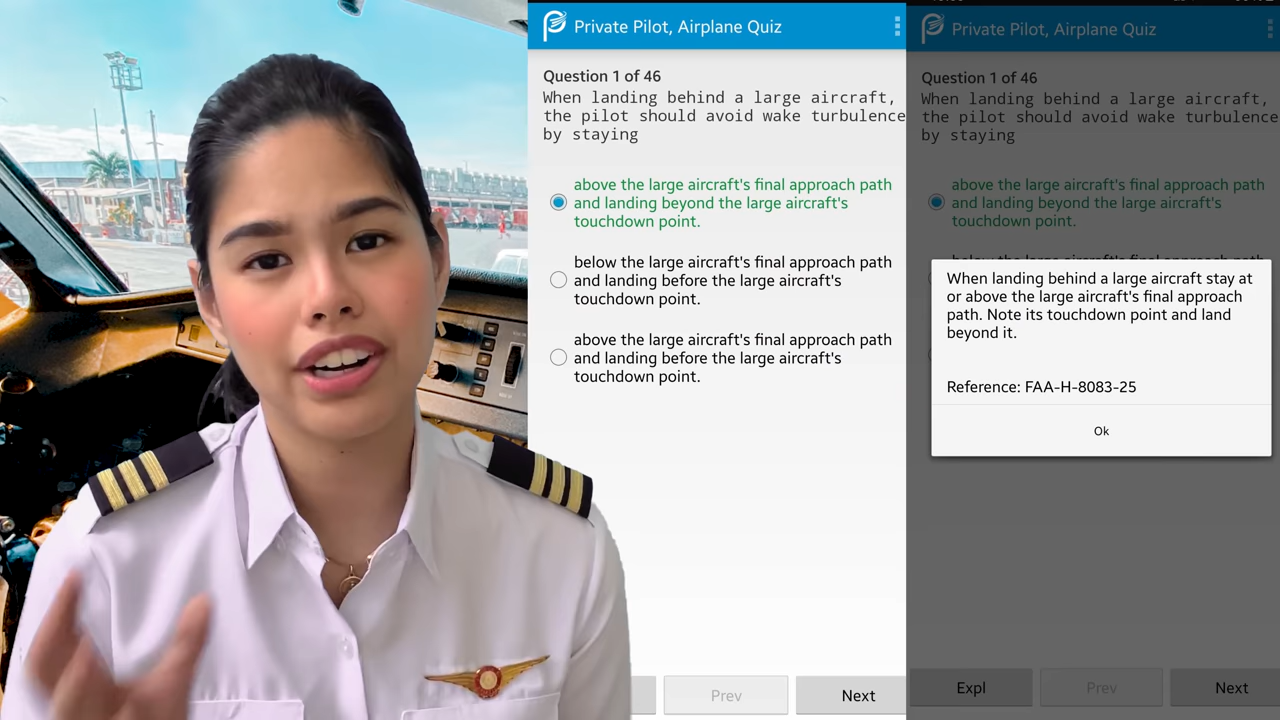 Private Pilot, Airplane Quiz
Question 1 of 46
When landing behind a large aircraft,
the pilot should avoid wake turbulence
by staying
above the large aircraft's final approach path
and landing beyond the large aircraft's
touchdown point.
below the large aircraft's final approach path
and landing before the large aircraft's
touchdown point.
above the large aircraft's final approach path
and landing before the large aircraft's
touchdown point.
Prev
Next
Private Pilot, Airplane Quiz
Question 1 of 46
When landing behind a large aircraft,
the pilot should avoid wake turbulence
by staying
above the large aircraft's final approach path
and landing beyond the large aircraft's
touchdown point.
When landing behind a large aircraft stay at
or above the large aircraft's final approach
path. Note its touchdown point and land
beyond it.
Reference: FAA-H-8083-25
Ok
Expl
Prev
Next